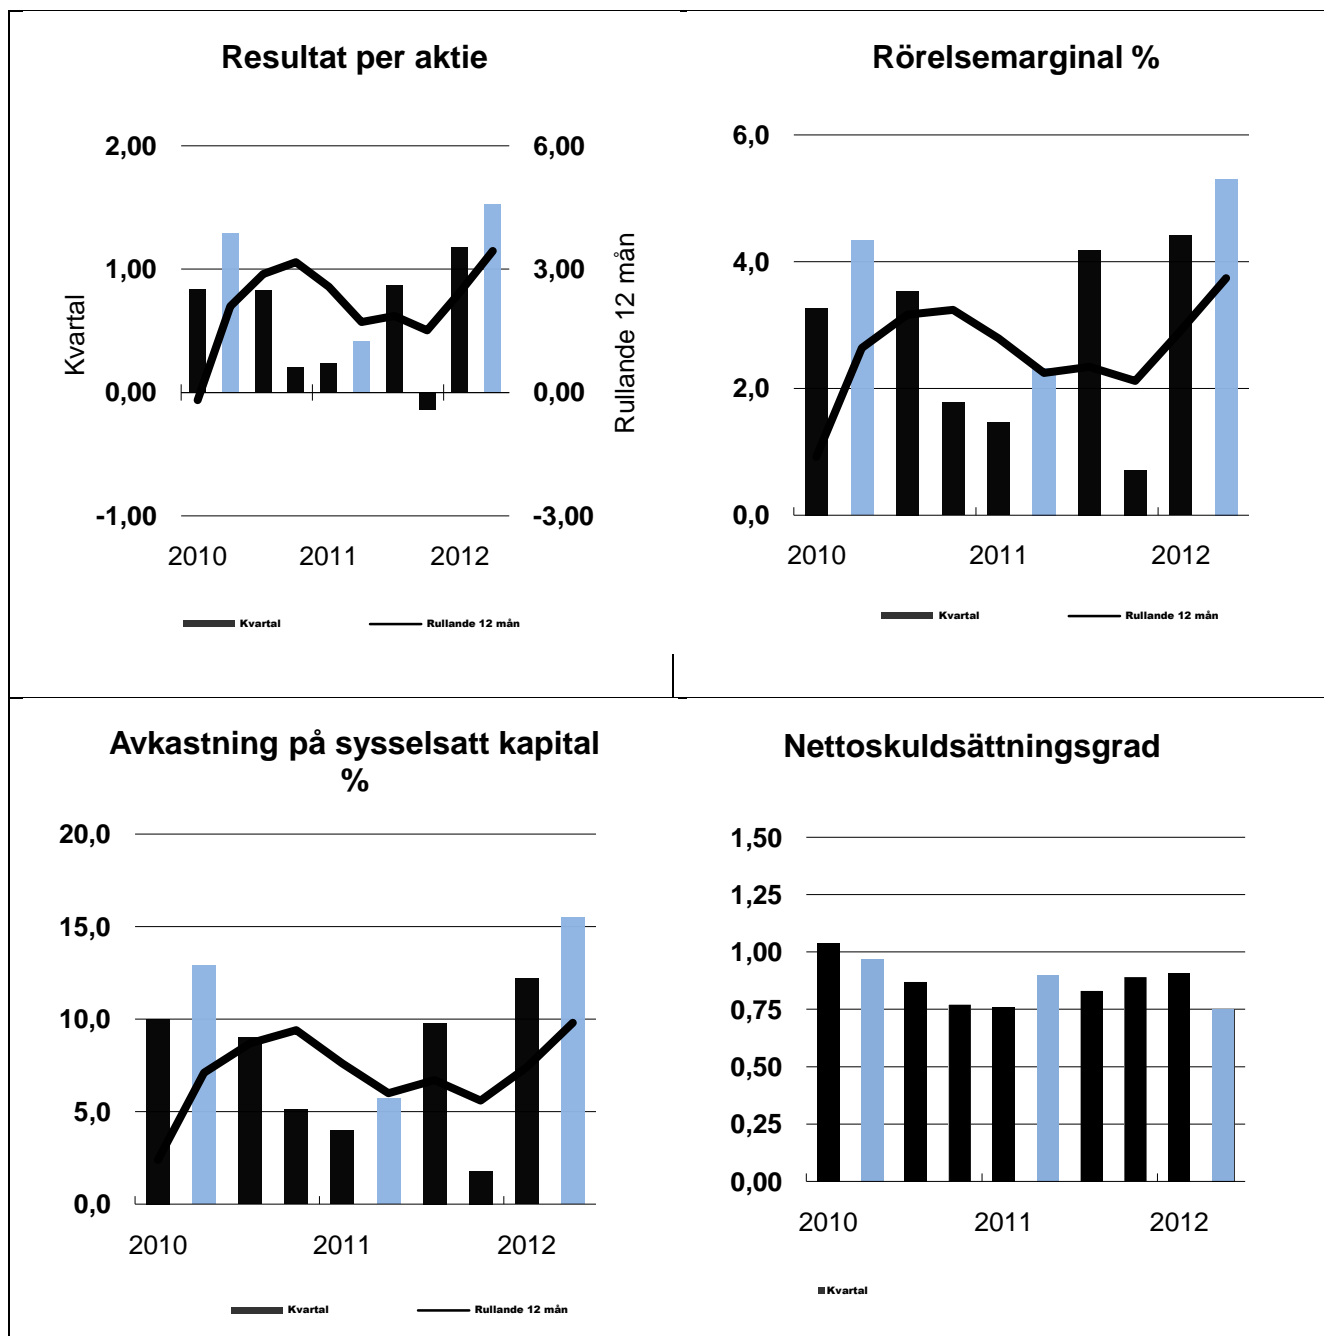 Resultat per aktie
2,00
1,00
0,00
-1,00
Kvartal
6,00
3,00
0,00
-3,00
Rullande 12 mån
2010 2011 2012
Kvartal Rullande 12 mån
Rörelsemarginal %
6,0
4,0
2,0
0,0
2010 2011 2012
Kvartal Rullande 12 mån
Avkastning på sysselsatt kapital
%
20,0
15,0
10,0
5,0
0,0
2010 2011 2012
Kvartal Rullande 12 mån
Nettoskuldsättningsgrad
1,50
1,25
1,00
0,75
0,50
0,25
0,00
2010 2011 2012
Kvartal